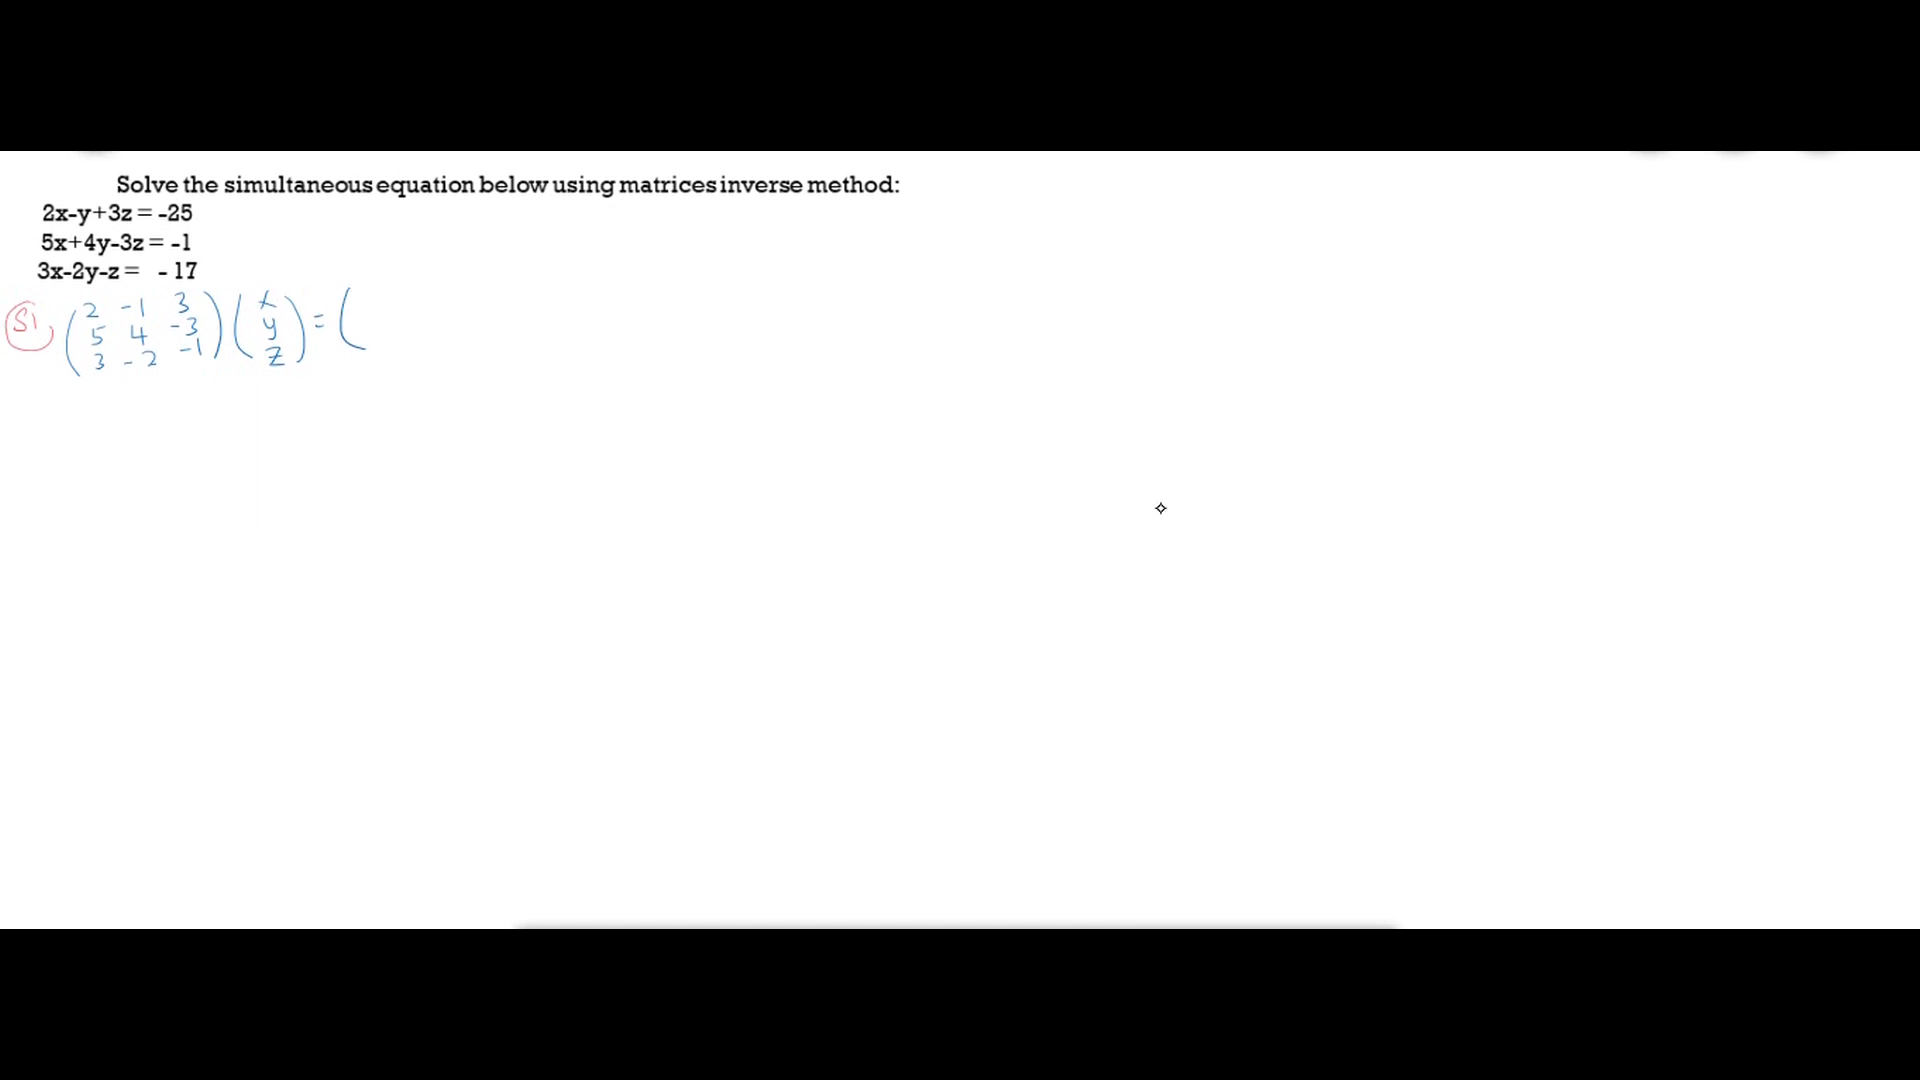 Solve the simultaneous equation below using matrices inverse method:
2x-y+3z = -25
5x+4y-3z = -1
3x-2y-z = - 17
S1 ( 2 -1 3 ) ( x ) = (
5 4 -3 y
3 -2 -1 z